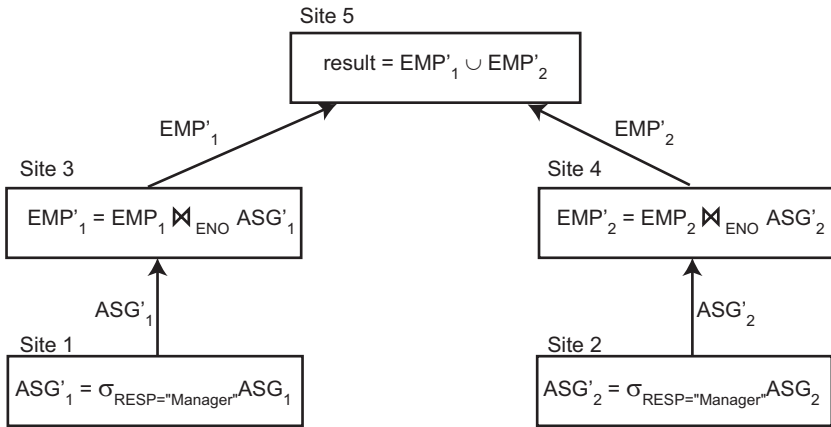 Site 5
result = EMP’₁ ∪ EMP’₂
EMP’₁
EMP’₂
Site 3
Site 4
EMP’₁ = EMP₁ ⋈ ENO ASG’₁
EMP’₂ = EMP₂ ⋈ ENO ASG’₂
ASG’₁
ASG’₂
Site 1
Site 2
ASG’₁ = σ RESP="Manager" ASG₁
ASG’₂ = σ RESP="Manager" ASG₂